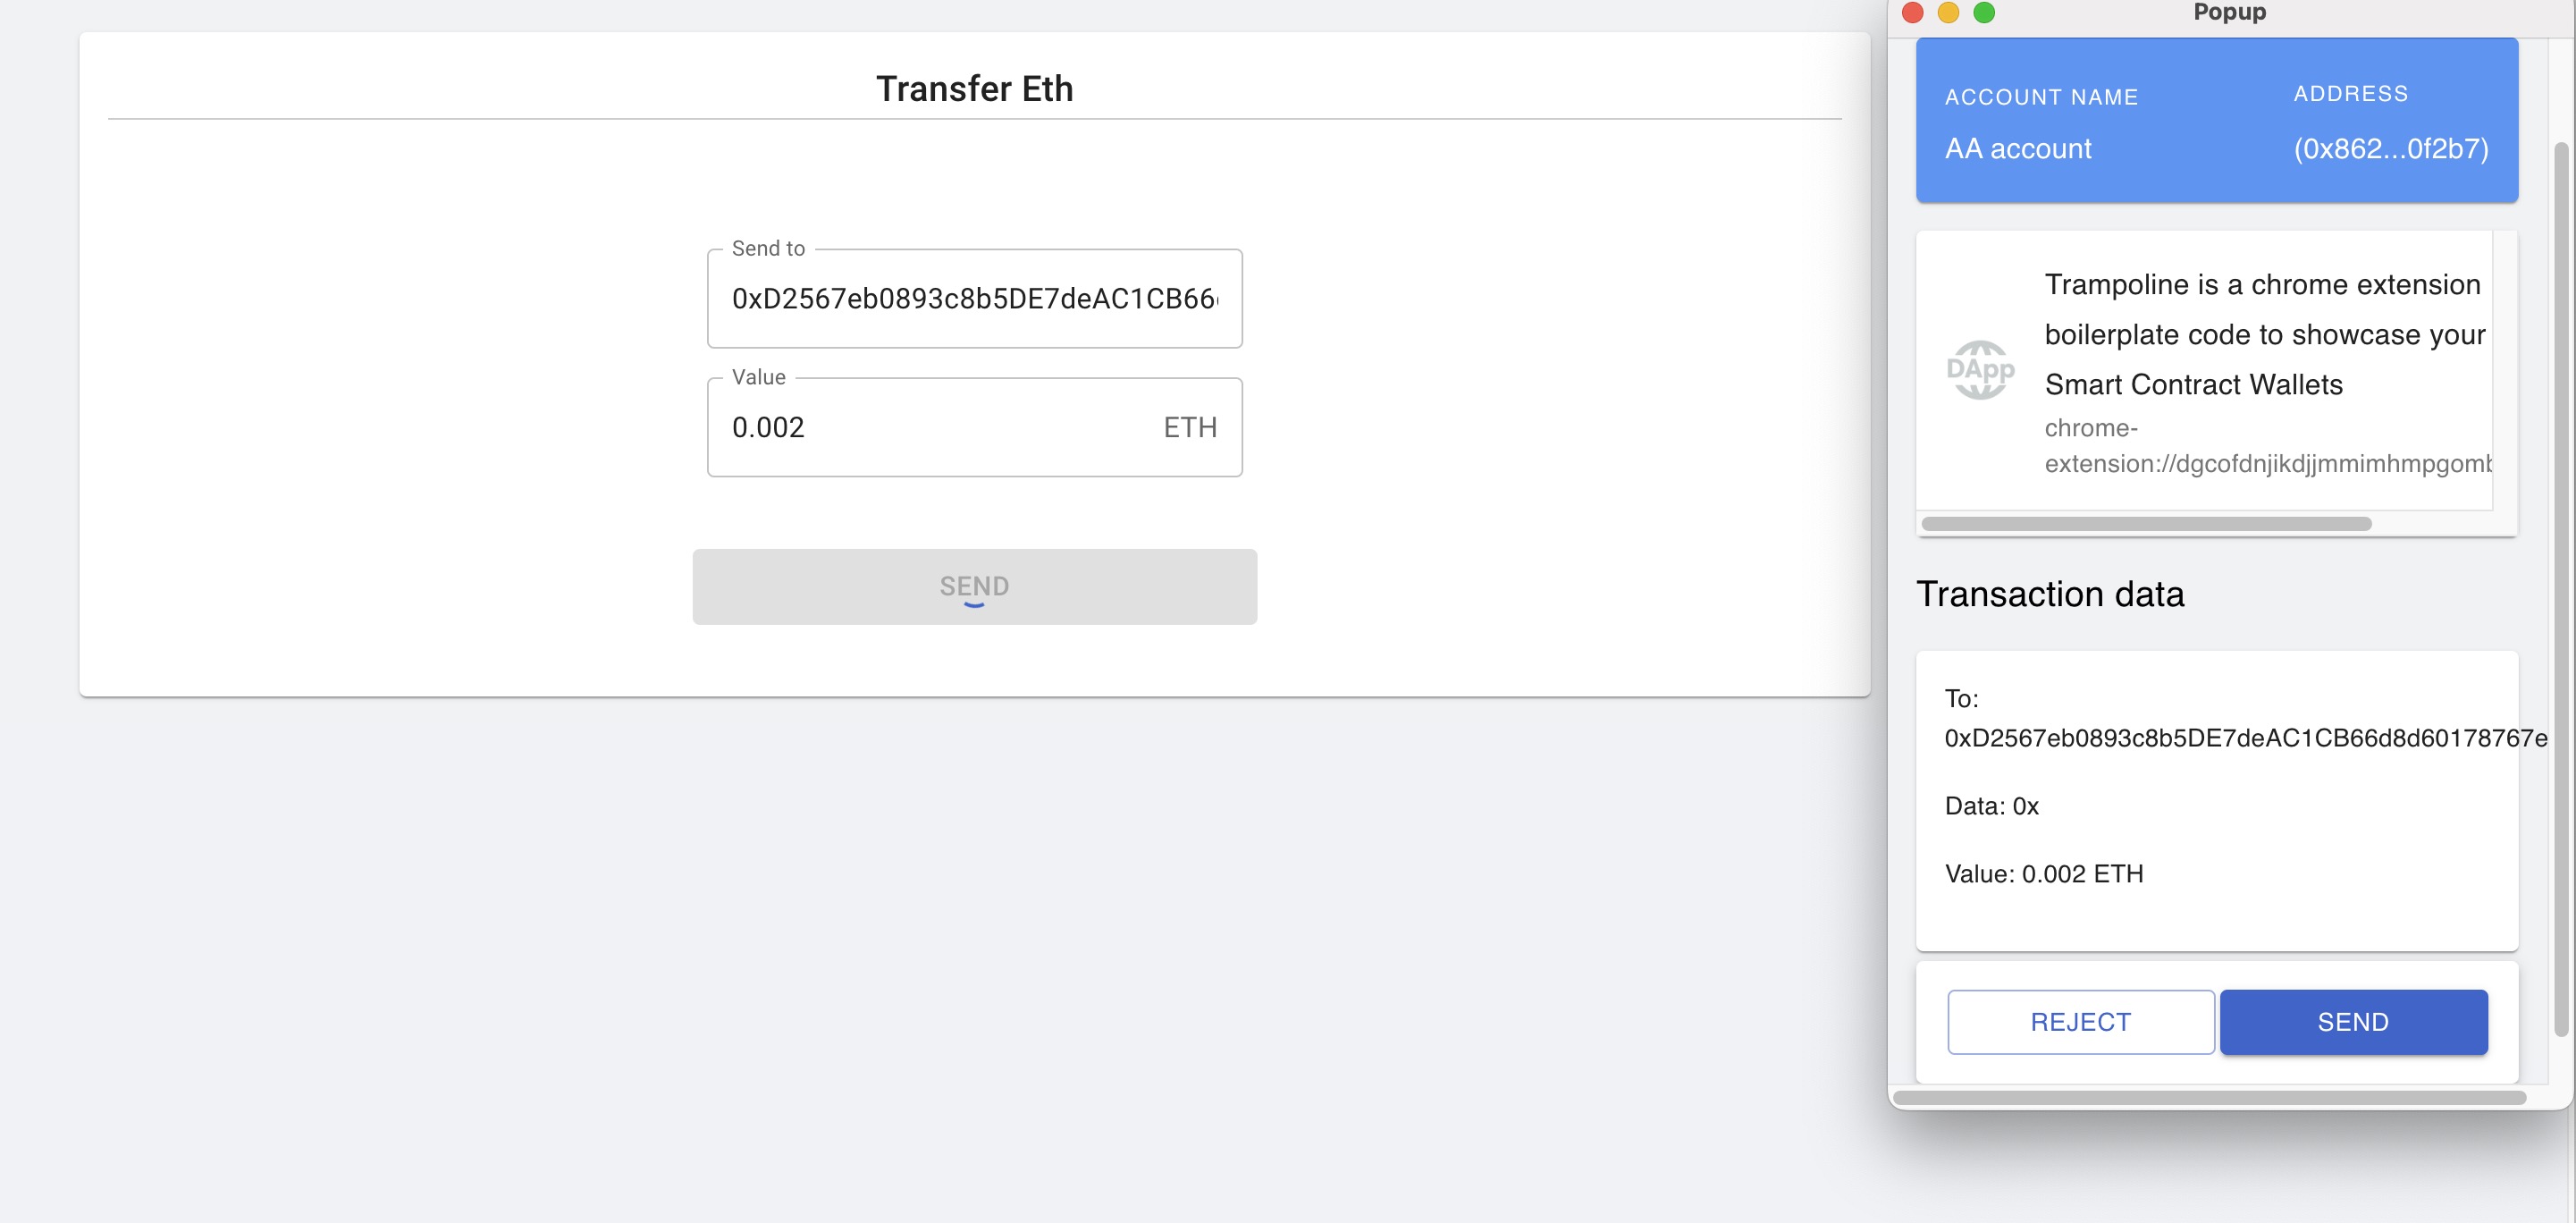 Transfer Eth
Send to
0xD2567eb0893c8b5DE7deAC1CB66
Value
0.002 ETH
SEND
Popup
ACCOUNT NAME ADDRESS
AA account (0x862...0f2b7)
DApp
Trampoline is a chrome extension
boilerplate code to showcase your
Smart Contract Wallets
chrome-
extension://dgcofdnjikdjjmmimhmpgomb
Transaction data
To:
0xD2567eb0893c8b5DE7deAC1CB66d8d60178767e
Data: 0x
Value: 0.002 ETH
REJECT SEND